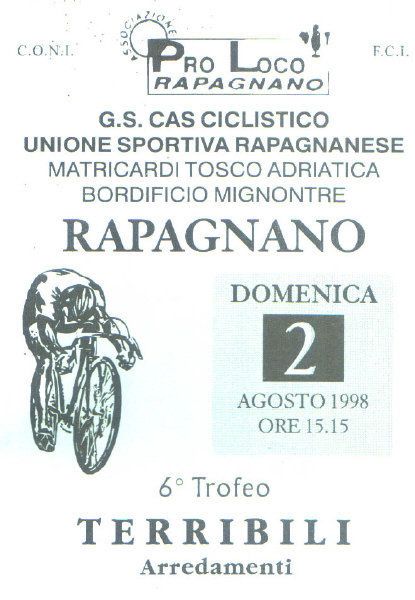 C.O.N.I.
ASSOCIAZIONE
PRO LOCO
RAPAGNANO
F.C.I.
G.S. CAS CICLISTICO
UNIONE SPORTIVA RAPAGNANESE
MATRICARDI TOSCO ADRIATICA
BORDIFICIO MIGNONTRE
RAPAGNANO
DOMENICA
2
AGOSTO 1998
ORE 15.15
6° Trofeo
TERRIBILI
Arredamenti